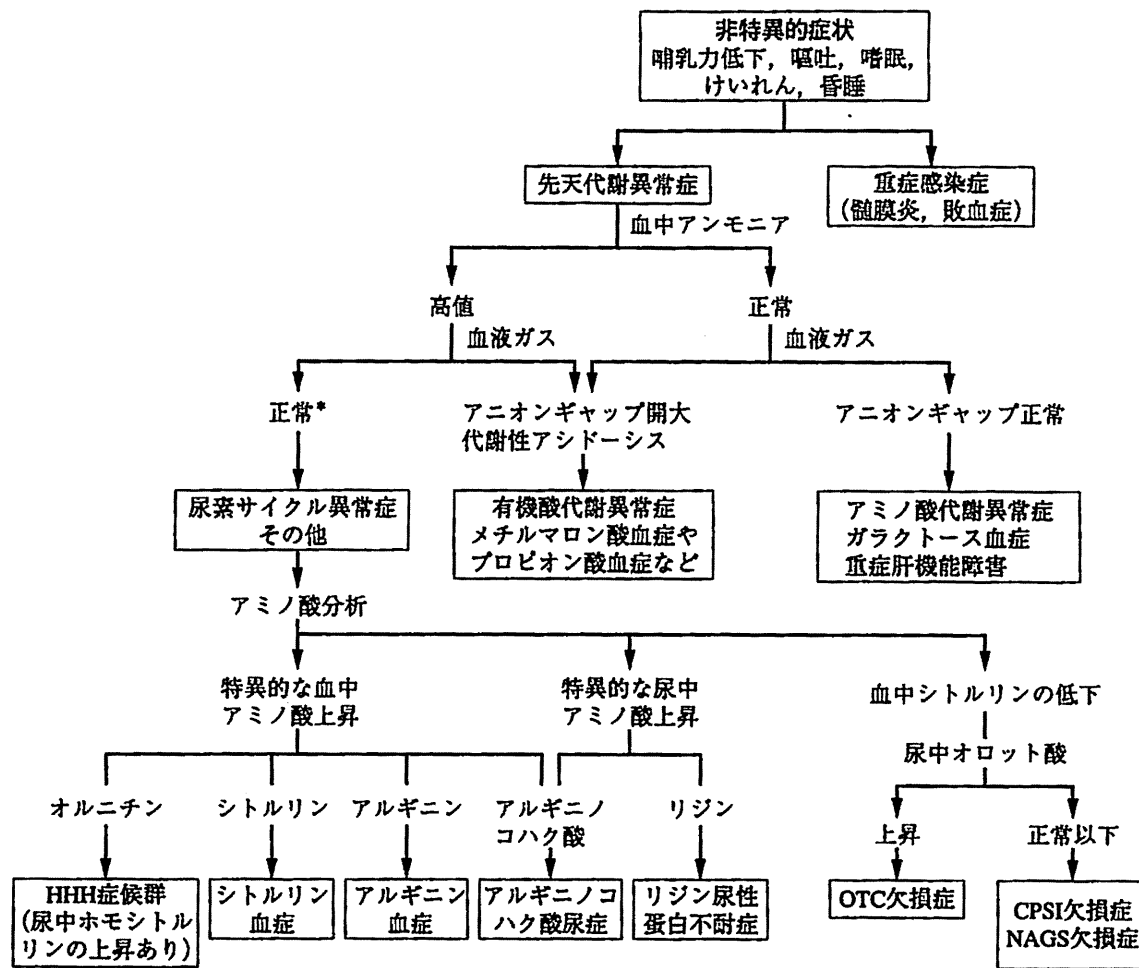 非特異的症状
哺乳力低下，嘔吐，嗜眠，
けいれん，昏睡
先天代謝異常症
重症感染症
(髄膜炎，敗血症)
血中アンモニア
高値
正常
血液ガス
血液ガス
正常*
アニオンギャップ開大
代謝性アシドーシス
アニオンギャップ正常
尿素サイクル異常症
その他
有機酸代謝異常症
メチルマロン酸血症や
プロピオン酸血症など
アミノ酸代謝異常症
ガラクトース血症
重症肝機能障害
アミノ酸分析
特異的な血中
アミノ酸上昇
特異的な尿中
アミノ酸上昇
血中シトルリンの低下
尿中オロット酸
オルニチン
シトルリン
アルギニン
アルギニノ
コハク酸
リジン
上昇
正常以下
HHH症候群
(尿中ホモシトル
リンの上昇あり)
シトルリン
血症
アルギニン
血症
アルギニノコ
ハク酸尿症
リジン尿性
蛋白不耐症
OTC欠損症
CPSI欠損症
NAGS欠損症